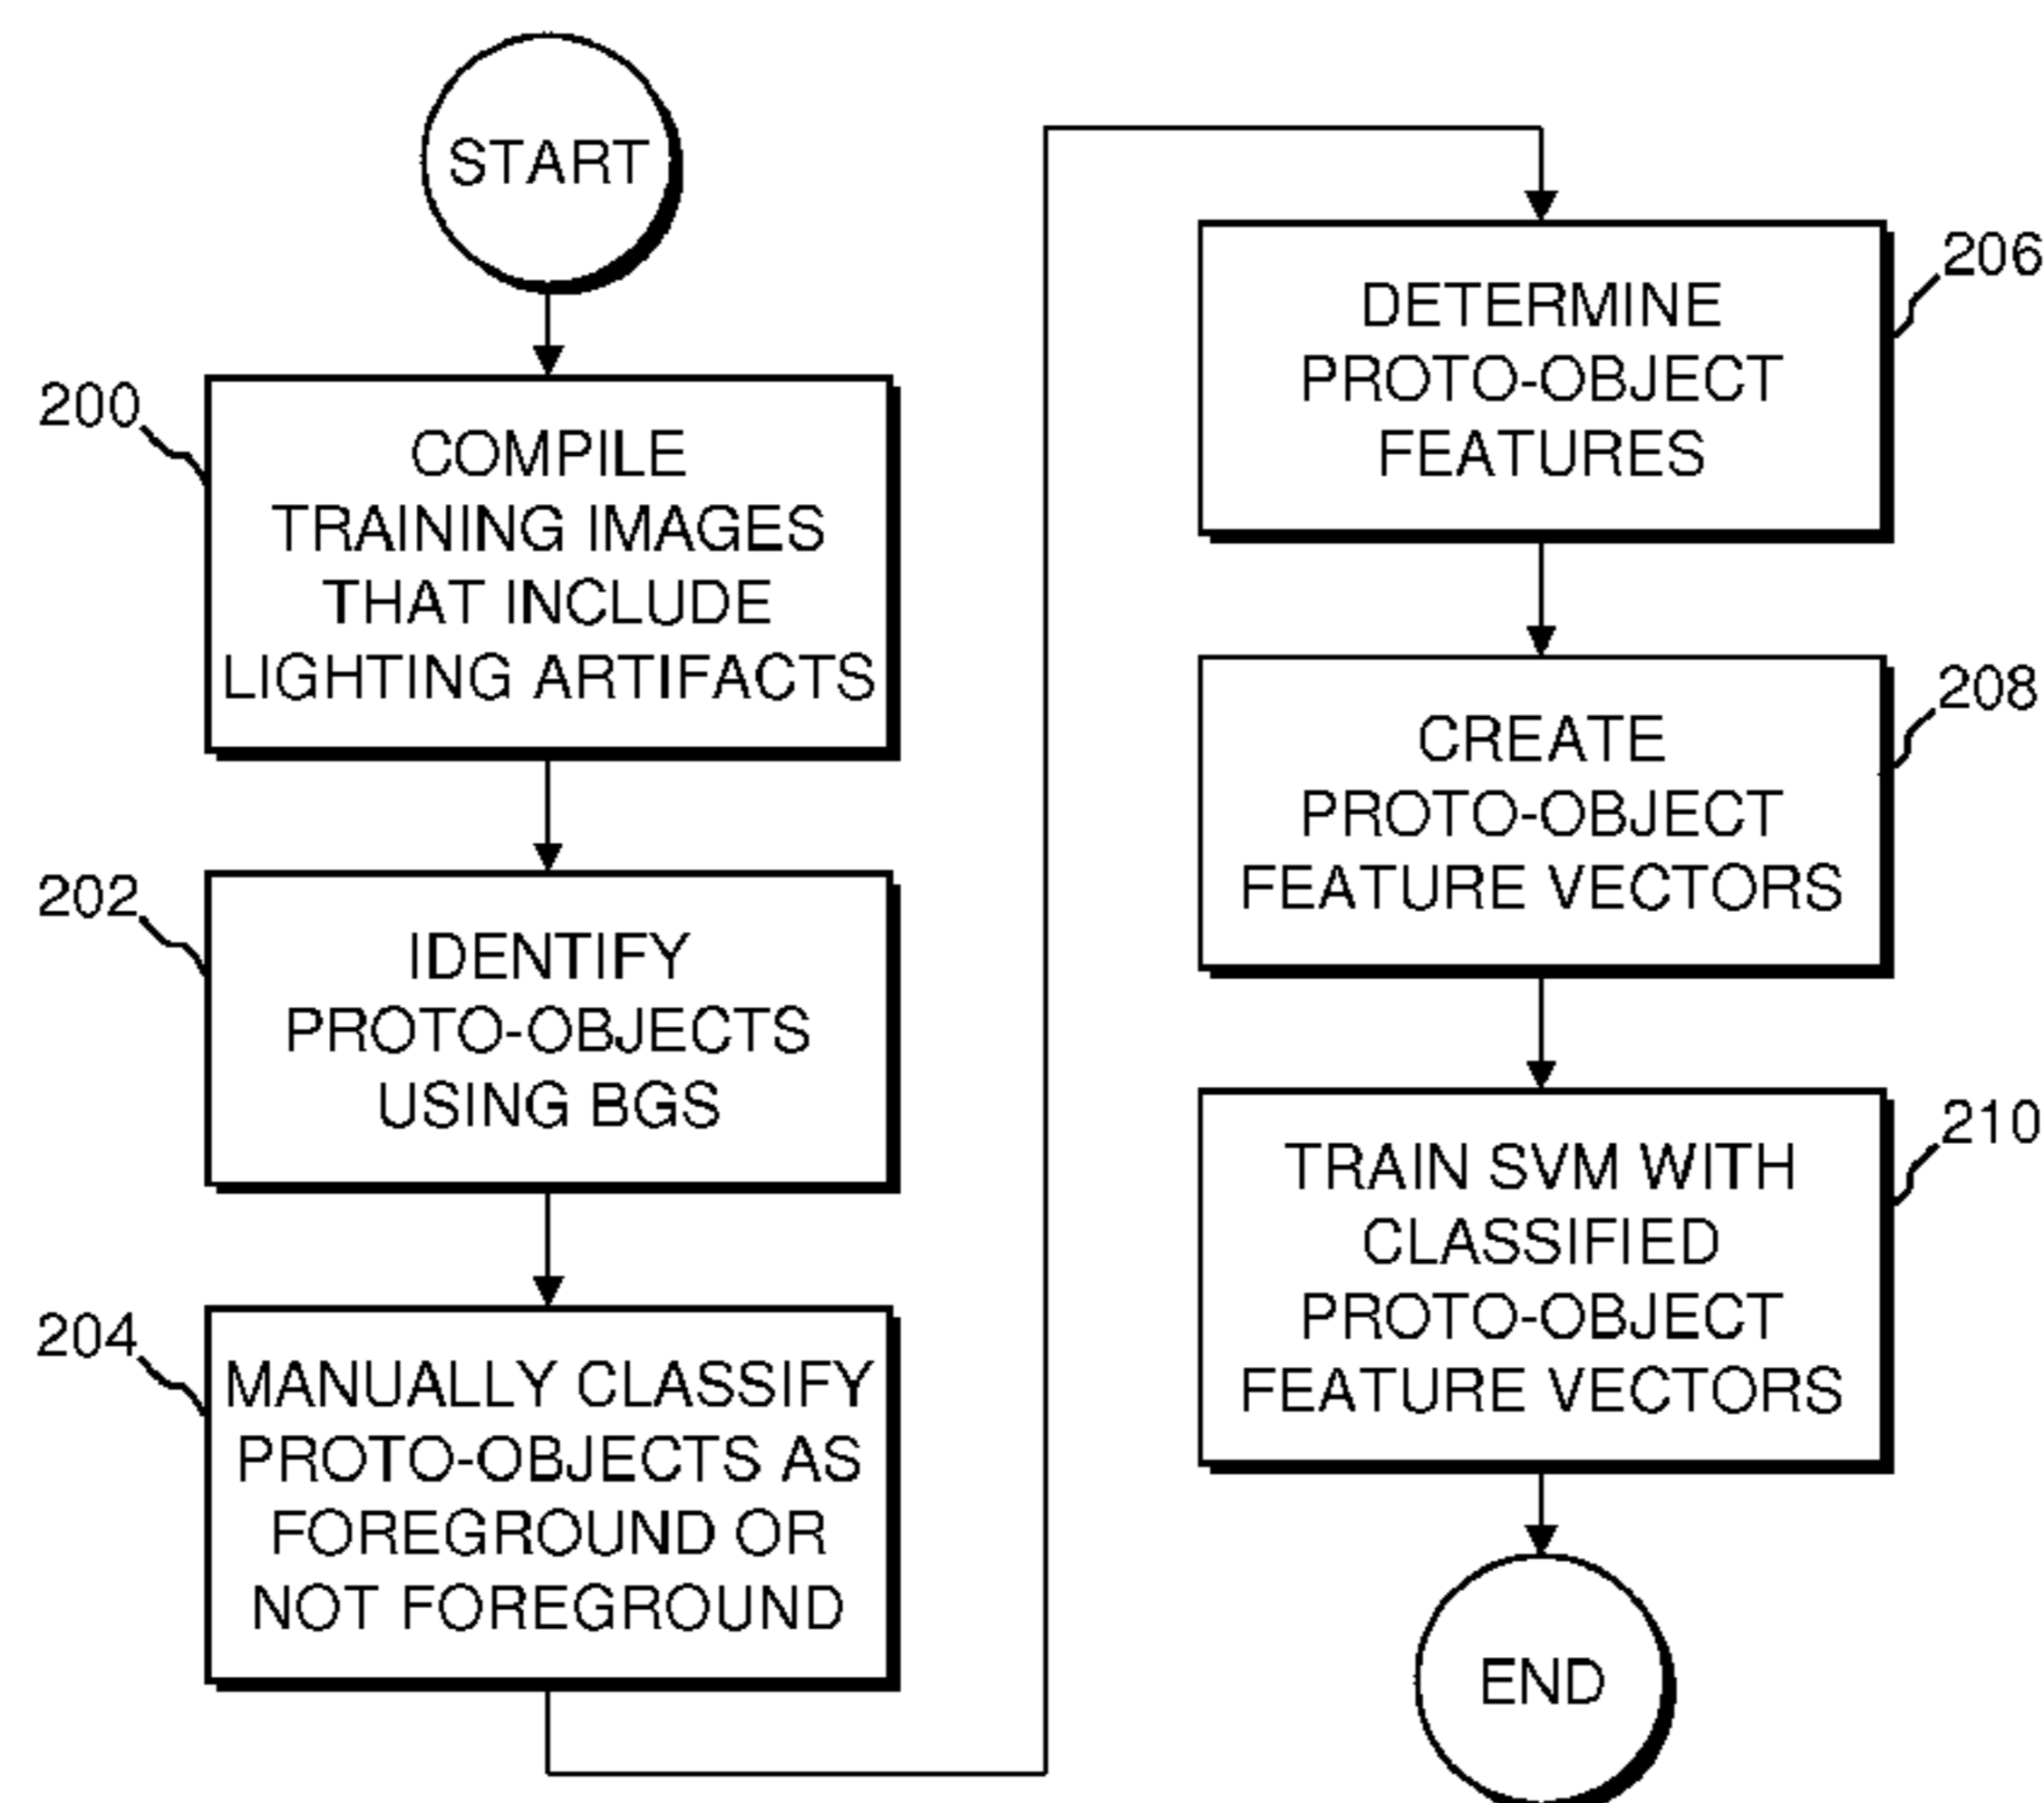 START
200
COMPILE
TRAINING IMAGES
THAT INCLUDE
LIGHTING ARTIFACTS
202
IDENTIFY
PROTO-OBJECTS
USING BGS
204
MANUALLY CLASSIFY
PROTO-OBJECTS AS
FOREGROUND OR
NOT FOREGROUND
206
DETERMINE
PROTO-OBJECT
FEATURES
208
CREATE
PROTO-OBJECT
FEATURE VECTORS
210
TRAIN SVM WITH
CLASSIFIED
PROTO-OBJECT
FEATURE VECTORS
END